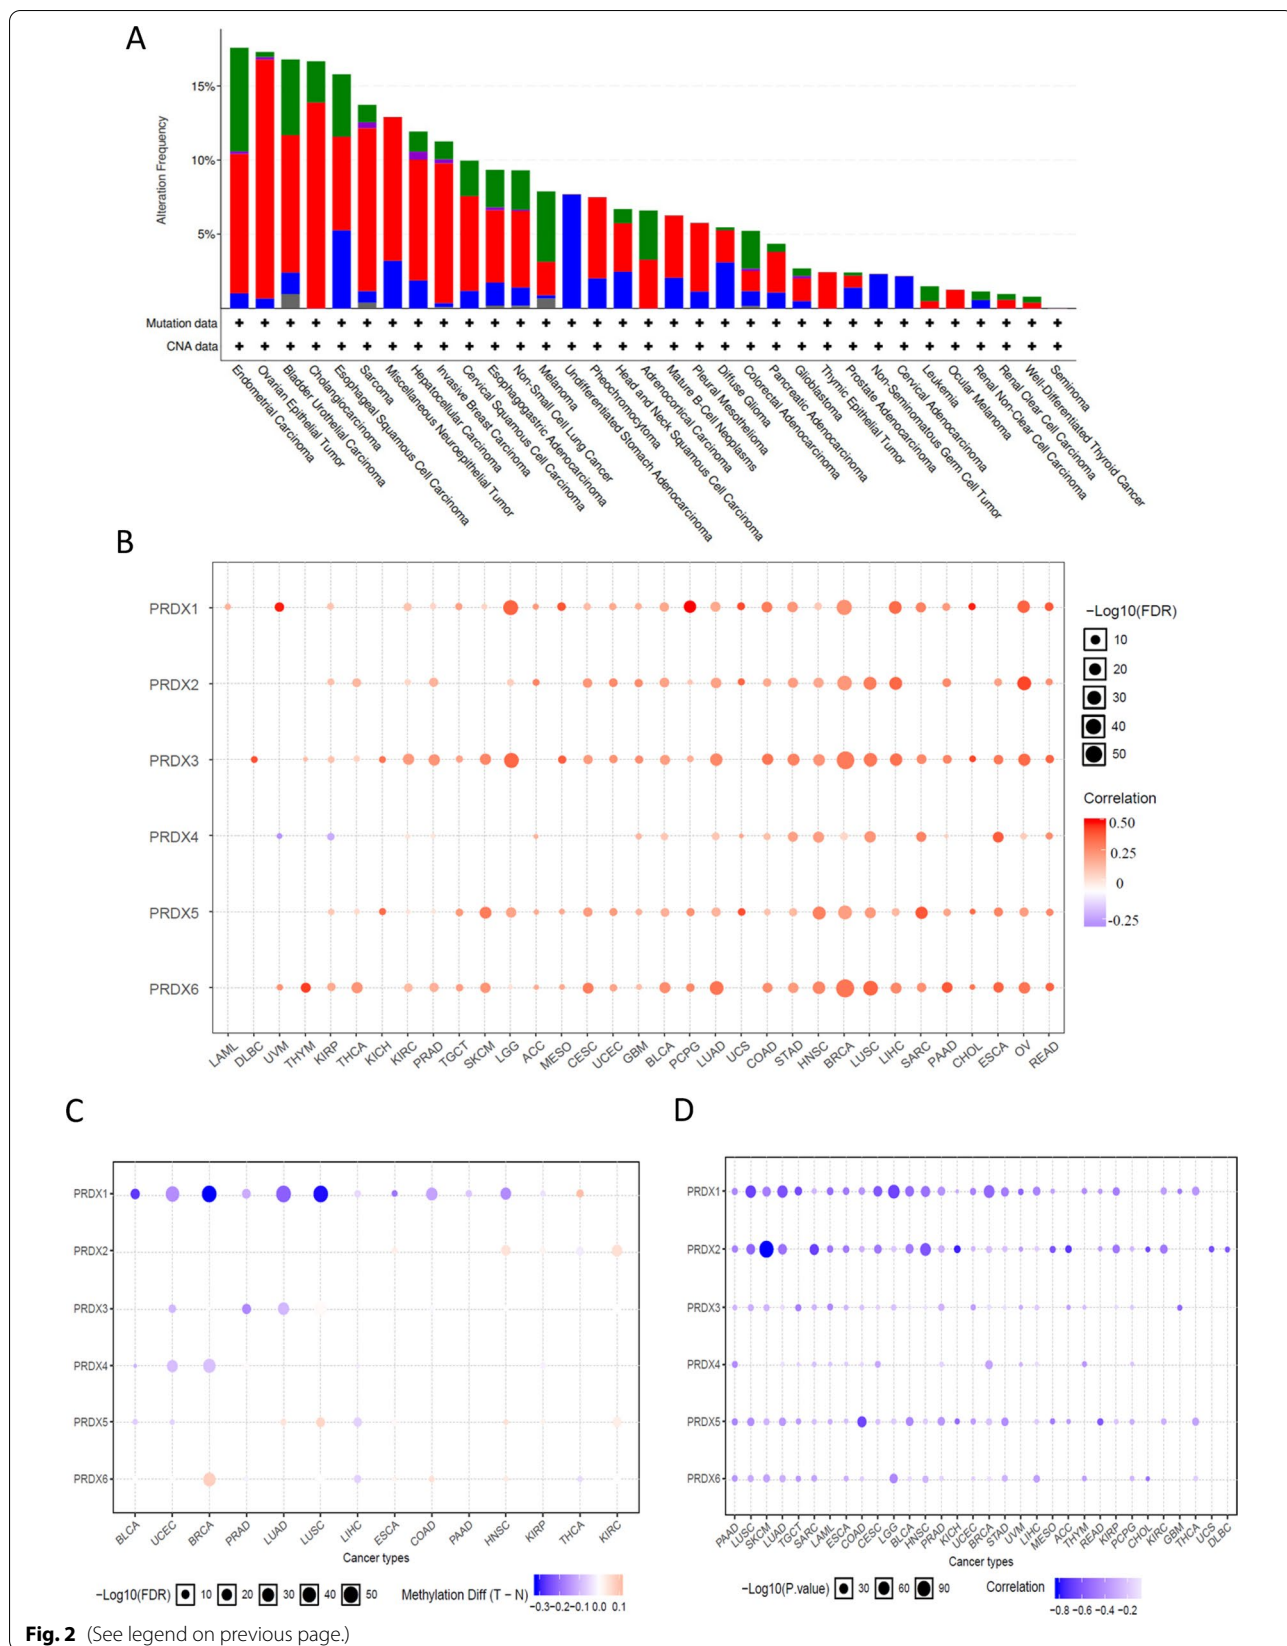 A
15%
10%
5%
Alteration Frequency
Mutation data
CNA data
Endometrial Carcinoma
Ovarian Epithelial Tumor
Bladder Urothelial Carcinoma
Cholangiocarcinoma
Esophageal Squamous Cell Carcinoma
Sarcoma
Miscellaneous Neuroepithelial Tumor
Hepatocellular Carcinoma
Invasive Breast Carcinoma
Cervical Squamous Cell Carcinoma
Esophagogastric Adenocarcinoma
Non-Small Cell Lung Cancer
Melanoma
Undifferentiated Stomach Adenocarcinoma
Pheochromocytoma
Head and Neck Squamous Cell Carcinoma
Adrenocortical Carcinoma
Mature B-Cell Neoplasms
Pleural Mesothelioma
Diffuse Glioma
Colorectal Adenocarcinoma
Pancreatic Adenocarcinoma
Glioblastoma
Thymic Epithelial Tumor
Prostate Adenocarcinoma
Non-Seminomatous Germ Cell Tumor
Cervical Adenocarcinoma
Leukemia
Ocular Melanoma
Renal Non-Clear Cell Carcinoma
Renal Clear Cell Carcinoma
Well-Differentiated Thyroid Cancer
Seminoma
B
PRDX1
PRDX2
PRDX3
PRDX4
PRDX5
PRDX6
LAML DLBC UVM THYM KIRP THCA KICH KIRC PRAD TGCT SKCM LGG ACC MESO CESC UCEC GBM BLCA PCPG LUAD UCS COAD STAD HNSC BRCA LUSC LIHC SARC PAAD CHOL ESCA OV READ
−Log10(FDR)
10
20
30
40
50
Correlation
0.50
0.25
0
-0.25
C
PRDX1
PRDX2
PRDX3
PRDX4
PRDX5
PRDX6
BLCA UCEC BRCA PRAD LUAD LUSC LIHC ESCA COAD PAAD HNSC KIRP THCA KIRC
Cancer types
−Log10(FDR) 10 20 30 40 50 Methylation Diff (T − N)
−0.3−0.2−0.1 0.0 0.1
D
PRDX1
PRDX2
PRDX3
PRDX4
PRDX5
PRDX6
PAAD LUSC SKCM LUAD TGCT SARC LAML ESCA COAD CESC LGG BLCA HNSC PRAD KICH UCEC BRCA STAD UVM LIHC MESO ACC THYM READ KIRP PCPG CHOL KIRC GBM THCA UCS DLBC
Cancer types
−Log10(P.value) 30 60 90 Correlation
−0.8 −0.6 −0.4 −0.2
Fig. 2 (See legend on previous page.)